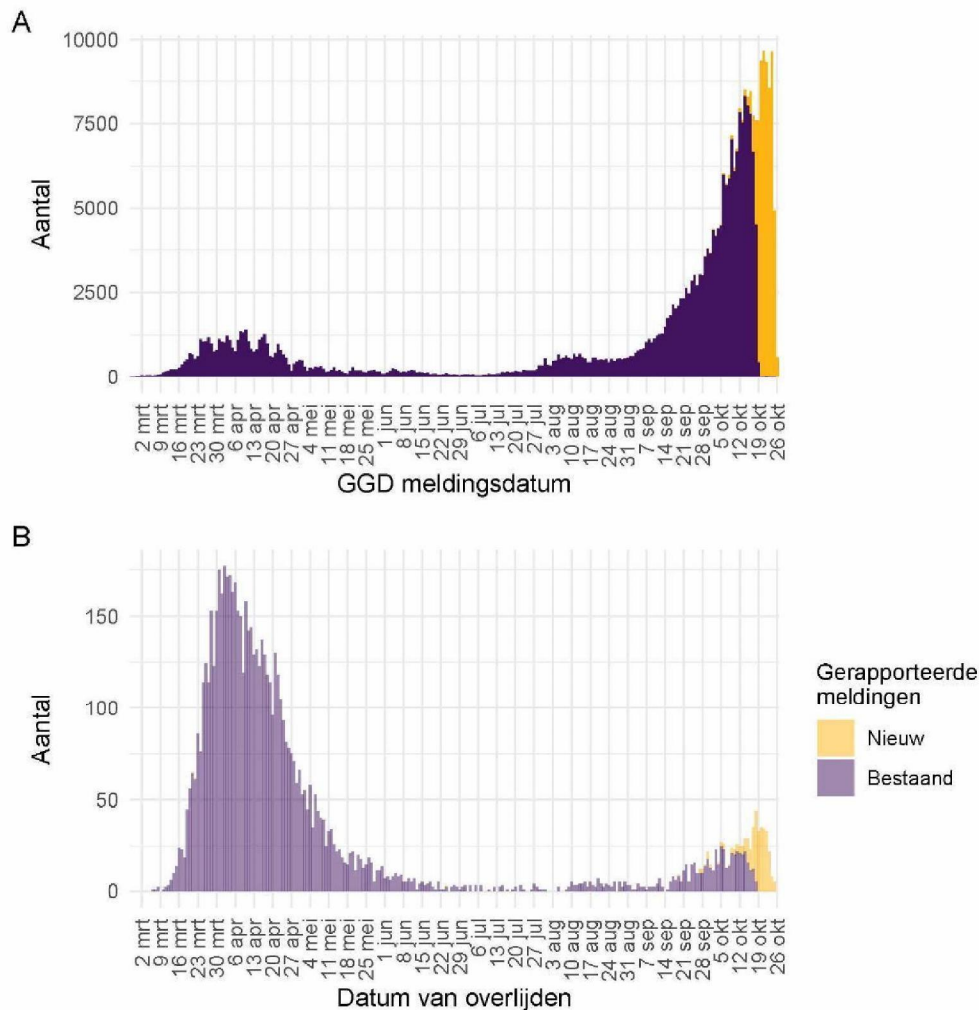 A
10000
7500
5000
2500
0
Aantal
2 mrt
9 mrt
16 mrt
23 mrt
30 mrt
6 apr
13 apr
20 apr
27 apr
4 mei
11 mei
18 mei
25 mei
1 jun
8 jun
15 jun
22 jun
29 jun
6 jul
13 jul
20 jul
27 jul
3 aug
10 aug
17 aug
24 aug
31 aug
7 sep
14 sep
21 sep
28 sep
5 okt
12 okt
19 okt
26 okt
GGD meldingsdatum
B
150
100
50
0
Aantal
2 mrt
9 mrt
16 mrt
23 mrt
30 mrt
6 apr
13 apr
20 apr
27 apr
4 mei
11 mei
18 mei
25 mei
1 jun
8 jun
15 jun
22 jun
29 jun
6 jul
13 jul
20 jul
27 jul
3 aug
10 aug
17 aug
24 aug
31 aug
7 sep
14 sep
21 sep
28 sep
5 okt
12 okt
19 okt
26 okt
Datum van overlijden
Gerapporteerde
meldingen
Nieuw
Bestaand